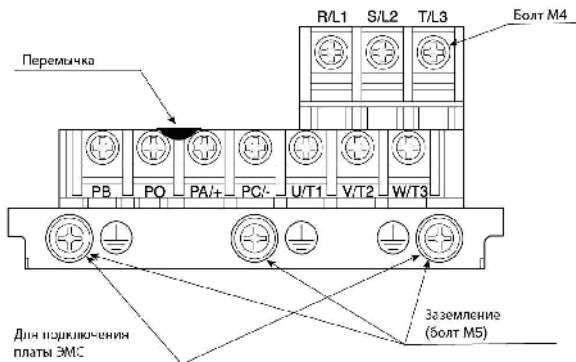 R/L1 S/L2 T/L3
Болт М4
Перемычка
PB PO PA/+ PC/- U/T1 V/T2 W/T3
Для подключения
платы ЭМС
Заземление
(болт М5)